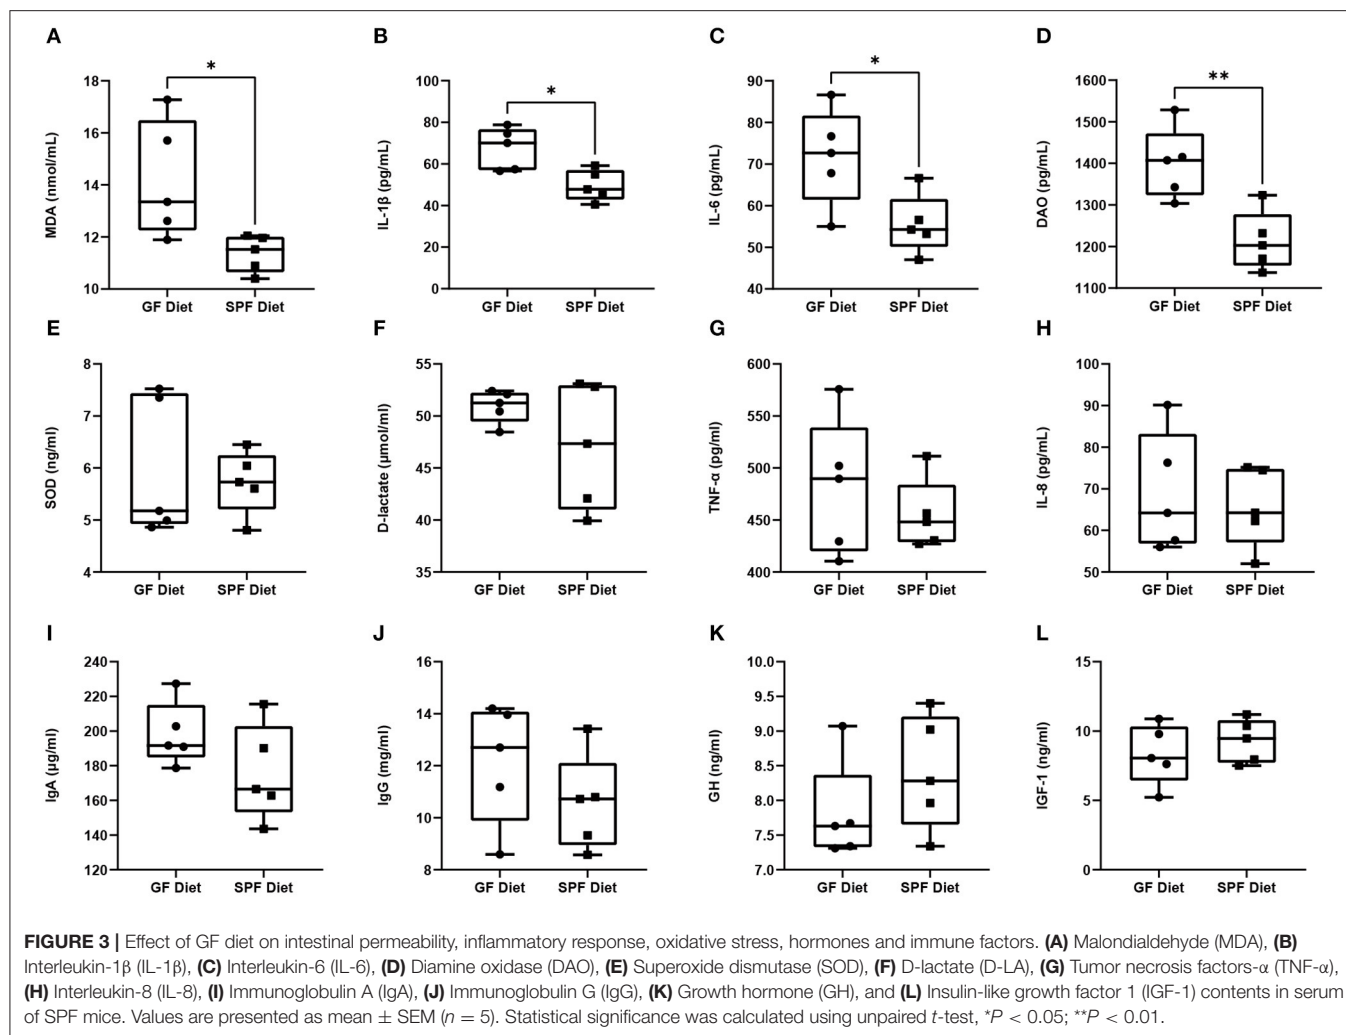 A
B
C
D
*
*
*
**
MDA (nmol/mL)
18
16
14
12
10
GF Diet
SPF Diet
IL-1β (pg/mL)
100
80
60
40
20
0
GF Diet
SPF Diet
IL-6 (pg/mL)
90
80
70
60
50
40
GF Diet
SPF Diet
DAO (pg/mL)
1600
1500
1400
1300
1200
1100
GF Diet
SPF Diet
E
F
G
H
SOD (ng/ml)
8
7
6
5
4
GF Diet
SPF Diet
D-lactate (μmol/ml)
55
50
45
40
35
GF Diet
SPF Diet
TNF-α (pg/ml)
600
550
500
450
400
GF Diet
SPF Diet
IL-8 (pg/mL)
100
90
80
70
60
50
GF Diet
SPF Diet
I
J
K
L
IgA (μg/ml)
240
220
200
180
160
140
120
GF Diet
SPF Diet
IgG (mg/ml)
16
14
12
10
8
GF Diet
SPF Diet
GH (ng/ml)
10.0
9.5
9.0
8.5
8.0
7.5
7.0
GF Diet
SPF Diet
IGF-1 (ng/ml)
15
10
5
0
GF Diet
SPF Diet
FIGURE 3 | Effect of GF diet on intestinal permeability, inflammatory response, oxidative stress, hormones and immune factors. (A) Malondialdehyde (MDA), (B)
Interleukin-1β (IL-1β), (C) Interleukin-6 (IL-6), (D) Diamine oxidase (DAO), (E) Superoxide dismutase (SOD), (F) D-lactate (D-LA), (G) Tumor necrosis factors-α (TNF-α),
(H) Interleukin-8 (IL-8), (I) Immunoglobulin A (IgA), (J) Immunoglobulin G (IgG), (K) Growth hormone (GH), and (L) Insulin-like growth factor 1 (IGF-1) contents in serum
of SPF mice. Values are presented as mean ± SEM (n = 5). Statistical significance was calculated using unpaired t-test, *P < 0.05; **P < 0.01.